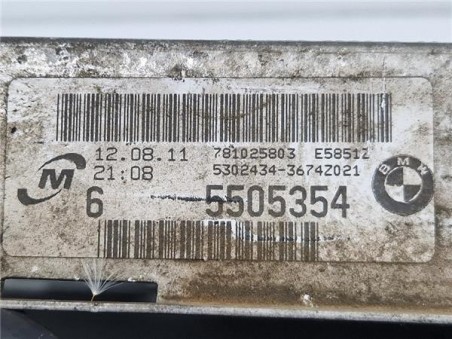 12.08.11 781025803 E5851Z
21:08 5302434-3674Z021
M BMW
6 5505354